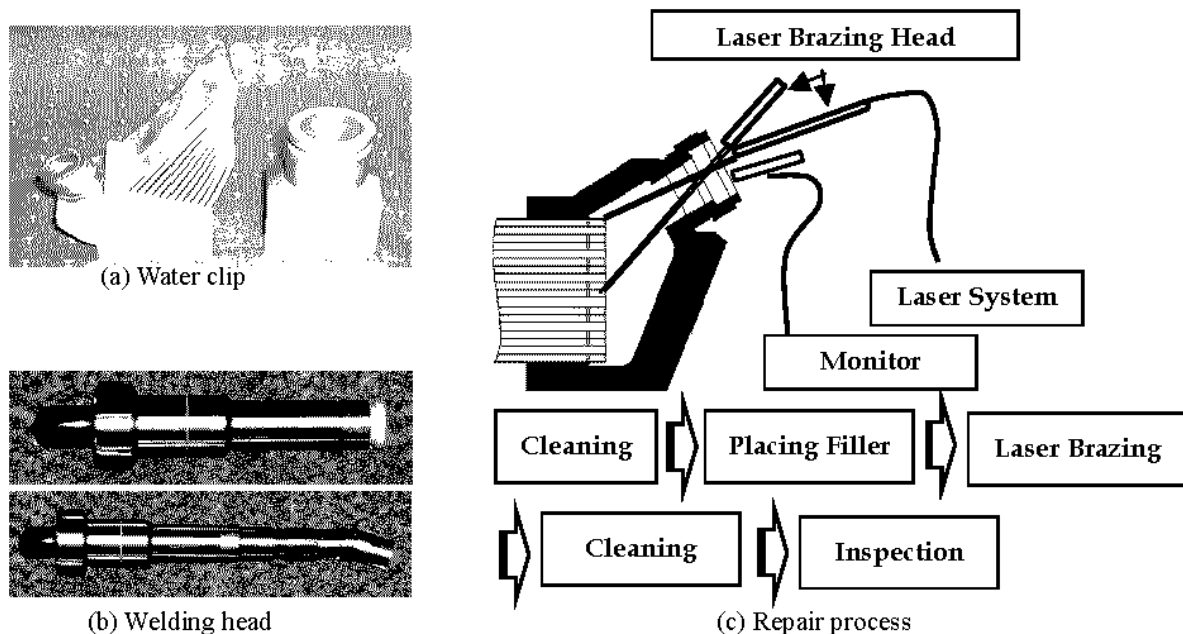 (a) Water clip
(b) Welding head
Laser Brazing Head
Laser System
Monitor
Cleaning
Placing Filler
Laser Brazing
Cleaning
Inspection
(c) Repair process